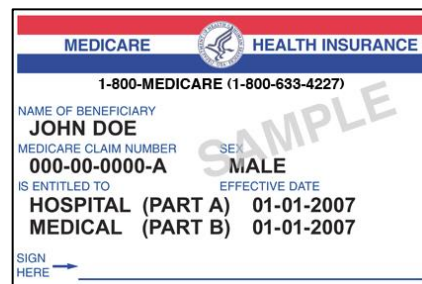 MEDICARE HEALTH INSURANCE
1-800-MEDICARE (1-800-633-4227)
NAME OF BENEFICIARY
JOHN DOE
MEDICARE CLAIM NUMBER SEX
000-00-0000-A MALE
IS ENTITLED TO EFFECTIVE DATE
HOSPITAL (PART A) 01-01-2007
MEDICAL (PART B) 01-01-2007
SIGN
HERE
SAMPLE